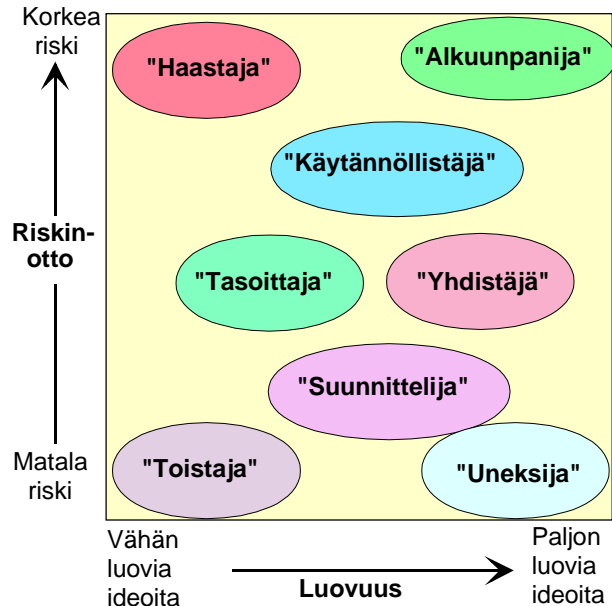 Korkea
riski
"Haastaja"
"Alkuunpanija"
"Käytännöllistäjä"
Riskin-
otto
"Tasoittaja"
"Yhdistäjä"
"Suunnittelija"
Matala
riski
"Toistaja"
"Uneksija"
Vähän
luovia
ideoita
Luovuus
Paljon
luovia
ideoita